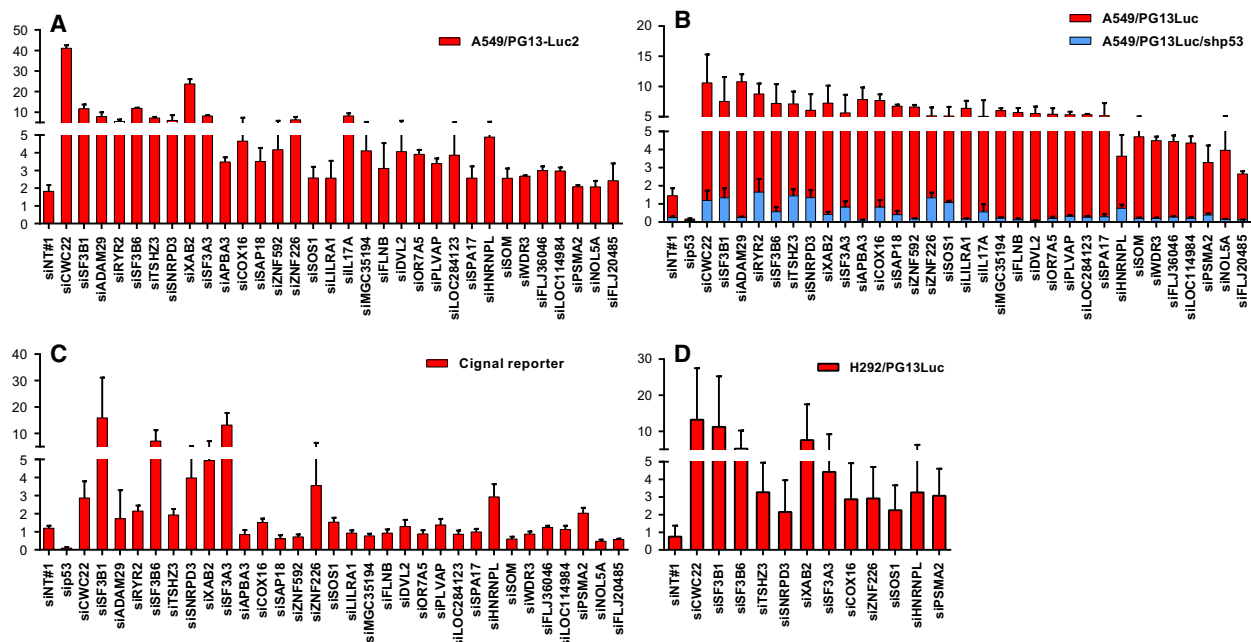 A
A549/PG13-Luc2
50
40
30
20
10
5
4
3
2
1
0
siNT#1
siCWC22
siSF3B1
siADAM29
siRYR2
siSF3B6
siTSHZ3
siSNRPD3
siXAB2
siSF3A3
siAPBA3
siCOX16
siSAP18
siZNF592
siZNF226
siSOS1
siLILRA1
siIL17A
siMGC35194
siFLNB
siDVL2
siOR7A5
siPLVAP
siLOC284123
siSPA17
siHNRNPL
siSOM
siWDR3
siFLJ36046
siLOC114984
siPSMA2
siNOL5A
siFLJ20485
B
A549/PG13Luc
A549/PG13Luc/shp53
20
15
10
5
5
4
3
2
1
0
siNT#1
sip53
siCWC22
siSF3B1
siADAM29
siRYR2
siSF3B6
siTSHZ3
siSNRPD3
siXAB2
siSF3A3
siAPBA3
siCOX16
siSAP18
siZNF592
siZNF226
siSOS1
siLILRA1
siIL17A
siMGC35194
siFLNB
siDVL2
siOR7A5
siPLVAP
siLOC284123
siSPA17
siHNRNPL
siSOM
siWDR3
siFLJ36046
siLOC114984
siPSMA2
siNOL5A
siFLJ20485
C
Cignal reporter
40
30
20
10
5
4
3
2
1
0
siNT#1
sip53
siCWC22
siSF3B1
siADAM29
siRYR2
siSF3B6
siTSHZ3
siSNRPD3
siXAB2
siSF3A3
siAPBA3
siCOX16
siSAP18
siZNF592
siZNF226
siSOS1
siLILRA1
siMGC35194
siFLNB
siDVL2
siOR7A5
siPLVAP
siLOC284123
siSPA17
siHNRNPL
siSOM
siWDR3
siFLJ36046
siLOC114984
siPSMA2
siNOL5A
siFLJ20485
D
H292/PG13Luc
30
20
10
5
4
3
2
1
0
siNT#1
siCWC22
siSF3B1
siSF3B6
siTSHZ3
siSNRPD3
siXAB2
siSF3A3
siCOX16
siZNF226
siSOS1
siHNRNPL
siPSMA2